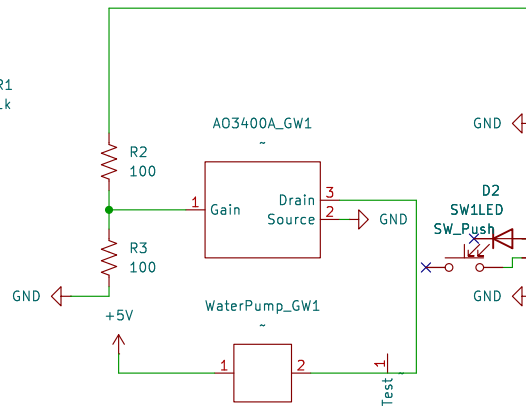 R1
1k
AO3400A_GW1
~
GND
R2
100
1
Gain
Drain
3
Source
2
GND
D2
SW1LED
SW_Push
R3
100
GND
GND
+5V
WaterPump_GW1
~
1
2
1
Test
~